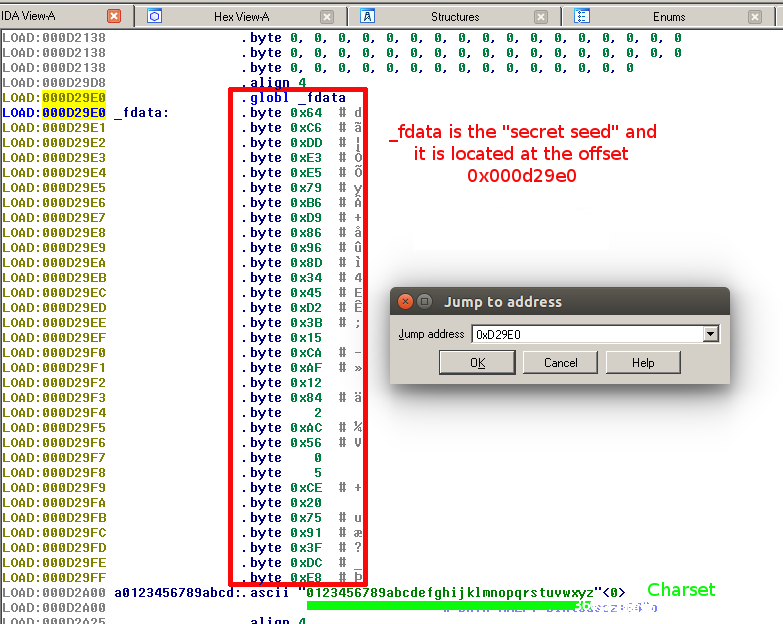 IDA View-A Hex View-A Structures Enums
LOAD:000D2138 .byte 0, 0, 0, 0, 0, 0, 0, 0, 0, 0, 0, 0, 0, 0, 0, 0, 0
LOAD:000D2138 .byte 0, 0, 0, 0, 0, 0, 0, 0, 0, 0, 0, 0, 0, 0, 0, 0, 0
LOAD:000D2138 .byte 0, 0, 0, 0, 0, 0, 0, 0, 0, 0, 0, 0, 0, 0, 0
LOAD:000D29D8 .align 4
LOAD:000D29E0 .globl _fdata
LOAD:000D29E0 _fdata: .byte 0x64 # d
LOAD:000D29E1 .byte 0xC6 # ã
LOAD:000D29E2 .byte 0xDD # ¦
LOAD:000D29E3 .byte 0xE3 # Ò
LOAD:000D29E4 .byte 0xE5 # Õ
LOAD:000D29E5 .byte 0x79 # y
LOAD:000D29E6 .byte 0xB6 # Â
LOAD:000D29E7 .byte 0xD9 # +
LOAD:000D29E8 .byte 0x86 # å
LOAD:000D29E9 .byte 0x96 # û
LOAD:000D29EA .byte 0x8D # ì
LOAD:000D29EB .byte 0x34 # 4
LOAD:000D29EC .byte 0x45 # E
LOAD:000D29ED .byte 0xD2 # Ê
LOAD:000D29EE .byte 0x3B # ;
LOAD:000D29EF .byte 0x15
LOAD:000D29F0 .byte 0xCA # -
LOAD:000D29F1 .byte 0xAF # »
LOAD:000D29F2 .byte 0x12
LOAD:000D29F3 .byte 0x84 # ä
LOAD:000D29F4 .byte 2
LOAD:000D29F5 .byte 0xAC # ¼
LOAD:000D29F6 .byte 0x56 # V
LOAD:000D29F7 .byte 0
LOAD:000D29F8 .byte 5
LOAD:000D29F9 .byte 0xCE # +
LOAD:000D29FA .byte 0x20
LOAD:000D29FB .byte 0x75 # u
LOAD:000D29FC .byte 0x91 # æ
LOAD:000D29FD .byte 0x3F # ?
LOAD:000D29FE .byte 0xDC # _
LOAD:000D29FF .byte 0xE8 # Þ
LOAD:000D2A00 a0123456789abcd:.ascii "0123456789abcdefghijklmnopqrstuvwxyz"<0>
LOAD:000D2A00
LOAD:000D2A25 .align 4
_fdata is the "secret seed" and
it is located at the offset
0x000d29e0
Jump to address
Jump address 0xD29E0
OK Cancel Help
Charset